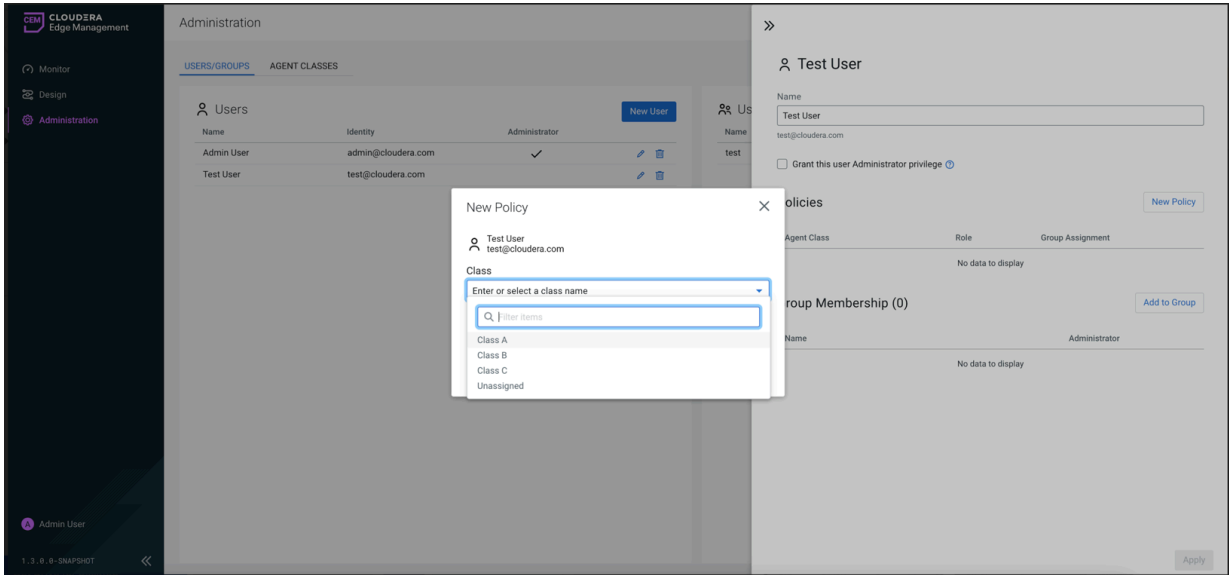 CEM CLOUDERA
Edge Management
Monitor
Design
Administration
Admin User
1.3.0.0-SNAPSHOT
Administration
USERS/GROUPS AGENT CLASSES
Users
New User
Name Identity Administrator
Admin User admin@cloudera.com
Test User test@cloudera.com
Us
Name
test
New Policy
Test User
test@cloudera.com
Class
Enter or select a class name
Filter items
Class A
Class B
Class C
Unassigned
Test User
Name
Test User
test@cloudera.com
Grant this user Administrator privilege
olicies
New Policy
Agent Class Role Group Assignment
No data to display
roup Membership (0)
Add to Group
Name Administrator
No data to display
Apply